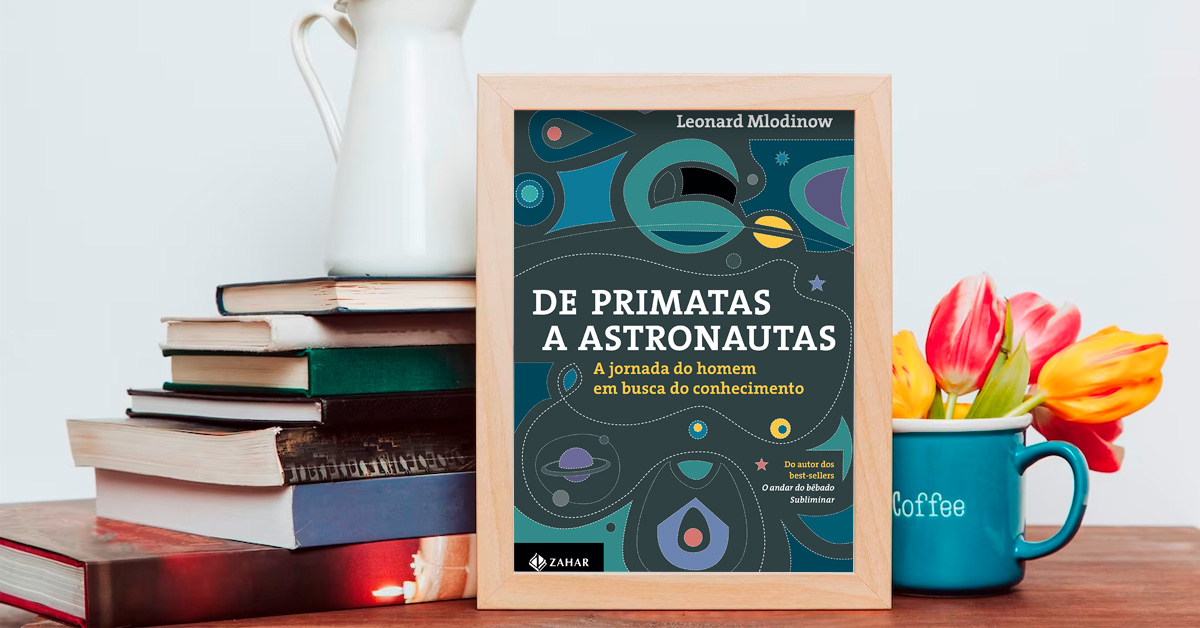 Leonard Mlodinow
DE PRIMATAS
A ASTRONAUTAS
A jornada do homem
em busca do conhecimento
Do autor dos
best-sellers
O andar do bêbado
Subliminar
ZAHAR
Coffee